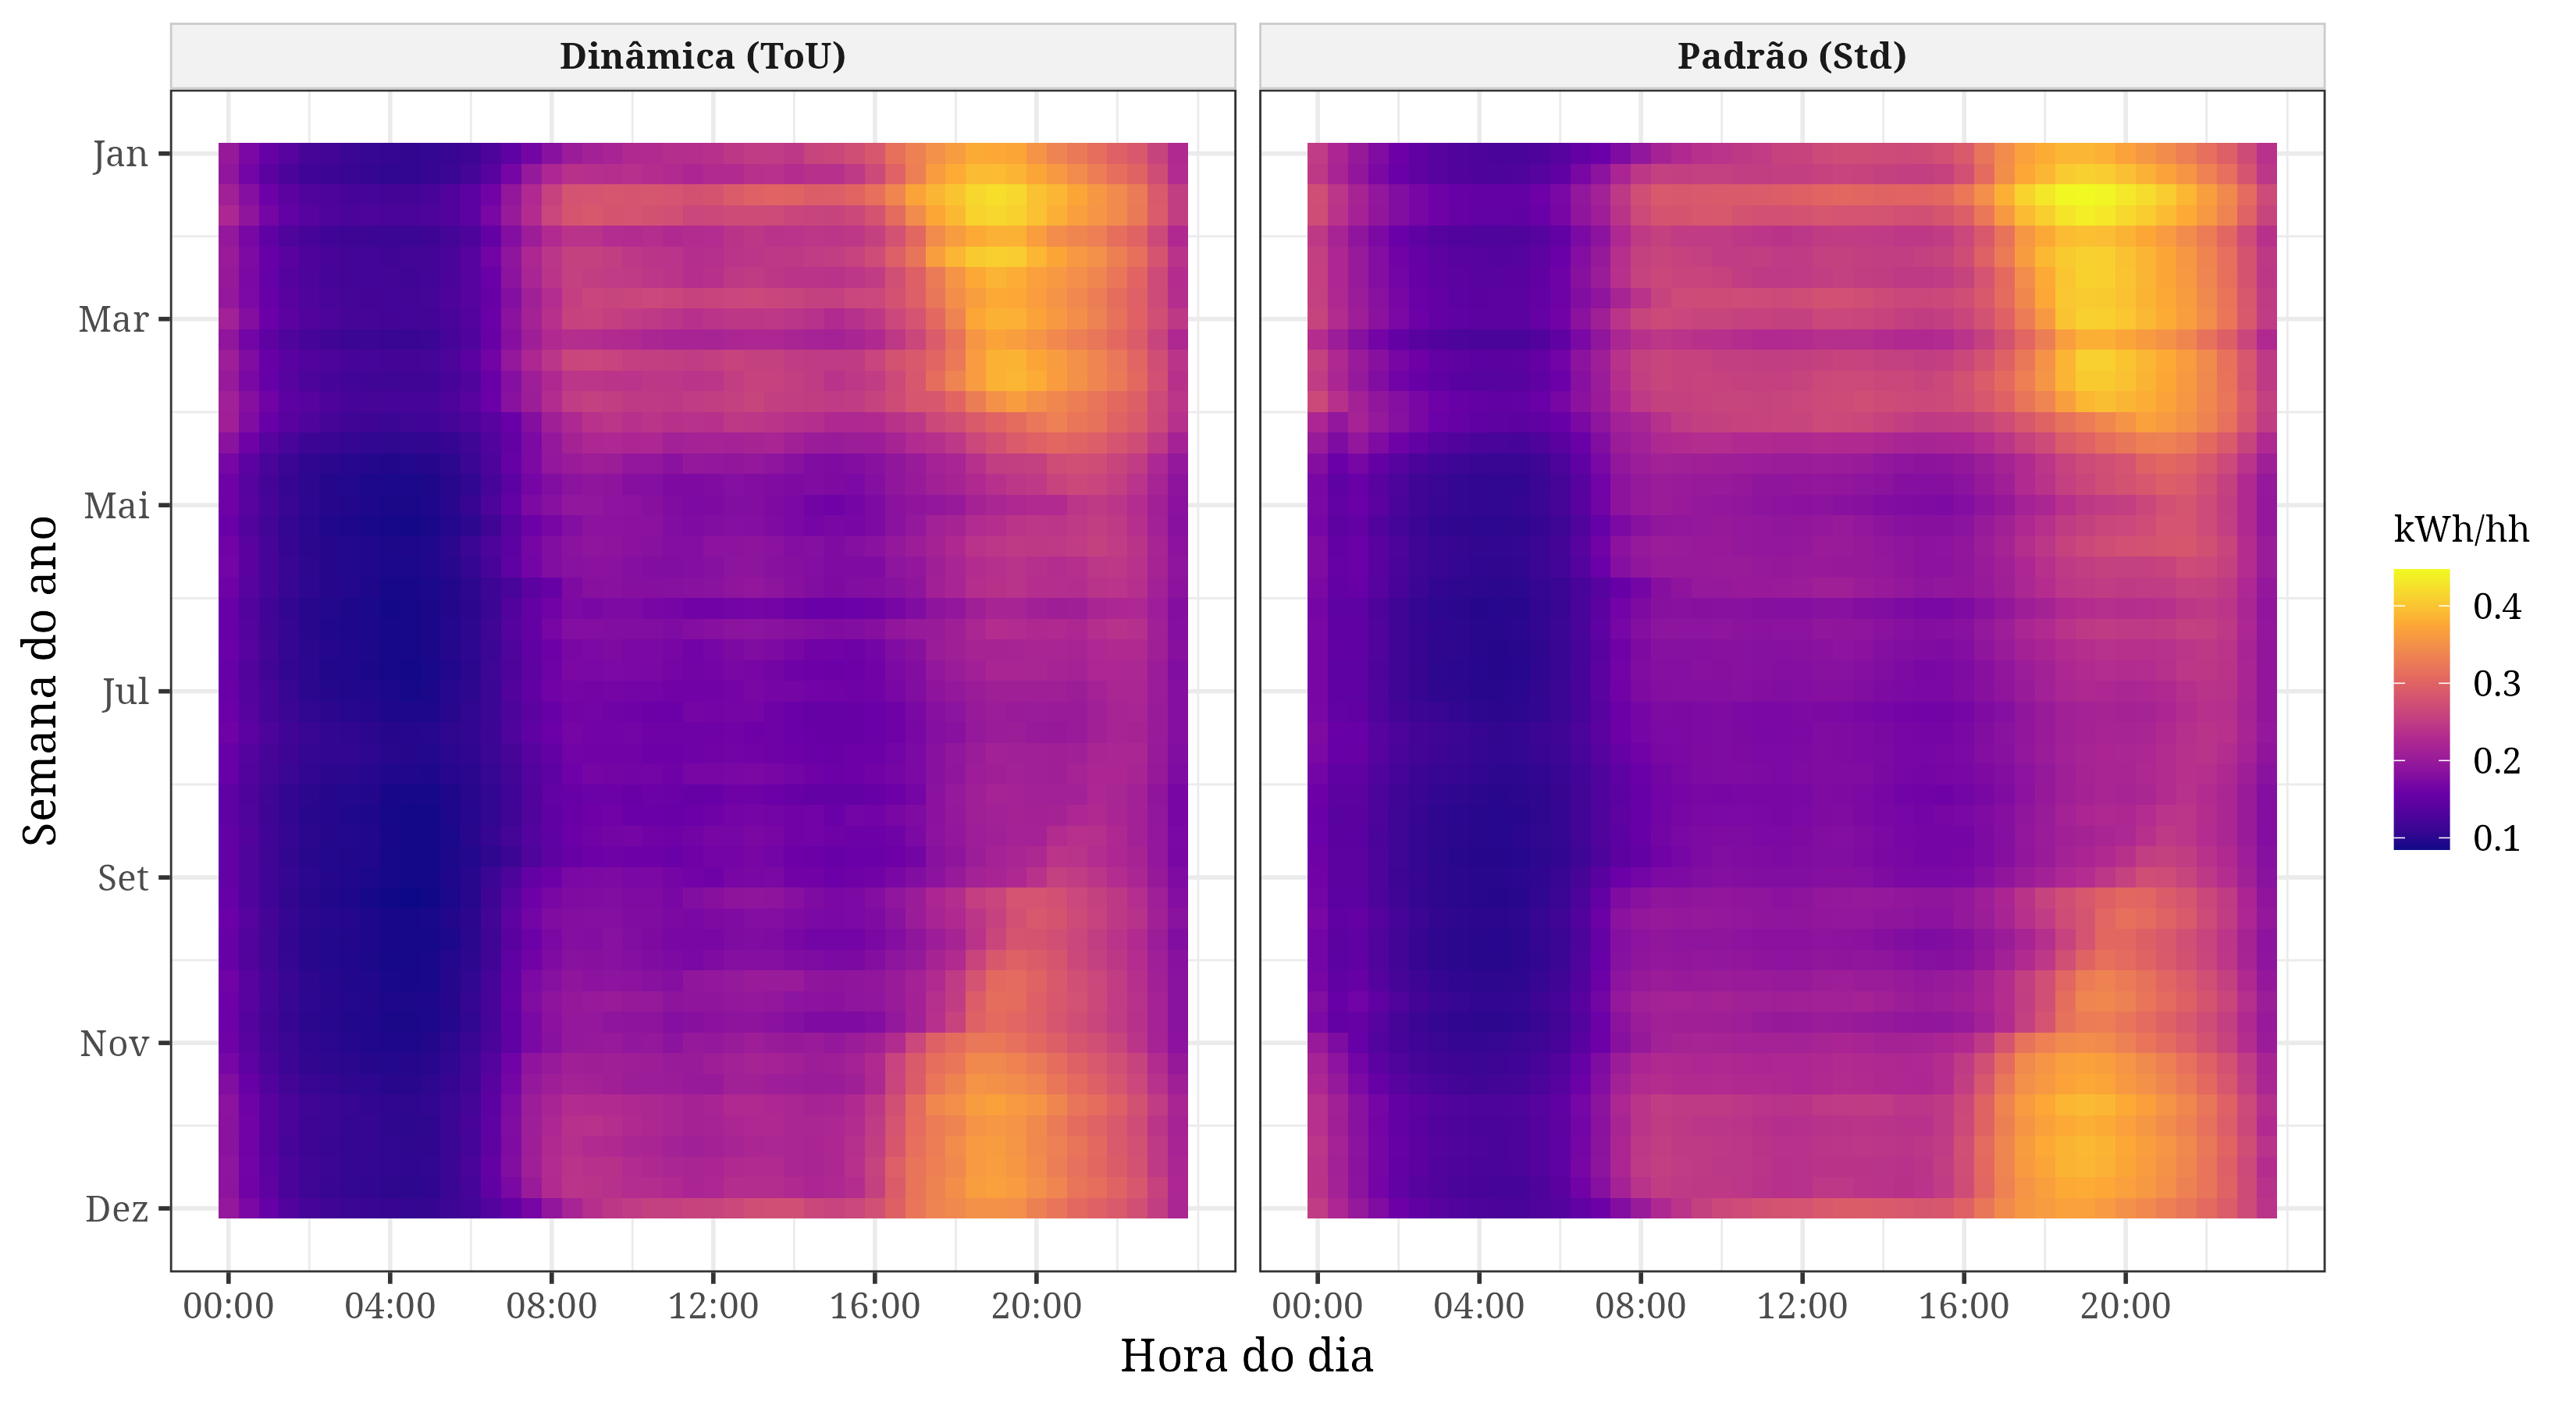 Dinâmica (ToU)
Padrão (Std)
Semana do ano
Jan
Mar
Mai
Jul
Set
Nov
Dez
00:00 04:00 08:00 12:00 16:00 20:00
00:00 04:00 08:00 12:00 16:00 20:00
Hora do dia
kWh/hh
0.4
0.3
0.2
0.1